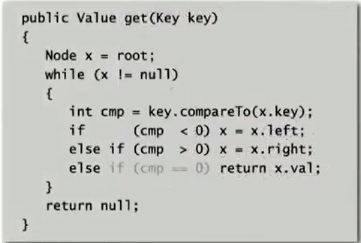 public Value get(Key key)
{
   Node x = root;
   while (x != null)
   {
      int cmp = key.compareTo(x.key);
      if      (cmp  < 0) x = x.left;
      else if (cmp  > 0) x = x.right;
      else if (cmp == 0) return x.val;
   }
   return null;
}